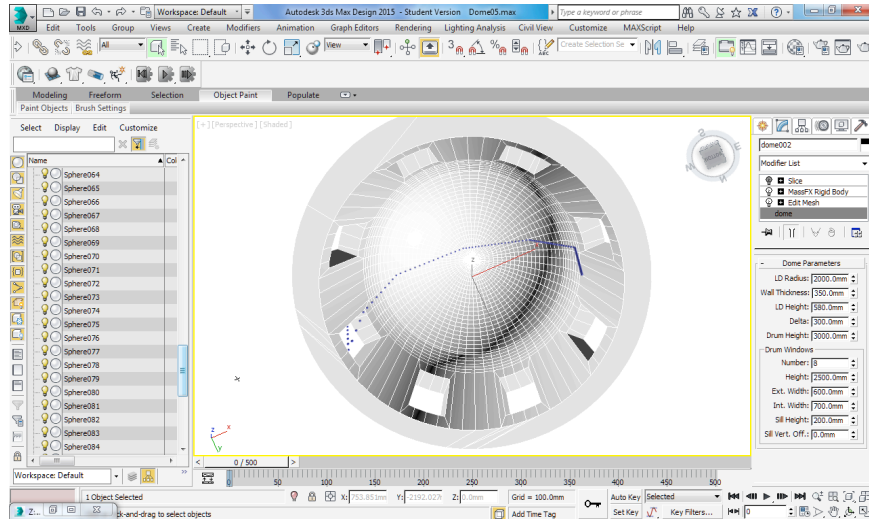 MXD
Workspace: Default
Autodesk 3ds Max Design 2015 - Student Version Dome05.max
Type a keyword or phrase
Edit Tools Group Views Create Modifiers Animation Graph Editors Rendering Lighting Analysis Civil View Customize MAXScript Help
All
View
3
Create Selection Se
ABC
Modeling Freeform Selection Object Paint Populate
Paint Objects Brush Settings
Select Display Edit Customize
Name Col
Sphere064
Sphere065
Sphere066
Sphere067
Sphere068
Sphere069
Sphere070
Sphere071
Sphere072
Sphere073
Sphere074
Sphere075
Sphere076
Sphere077
Sphere078
Sphere079
Sphere080
Sphere081
Sphere082
Sphere083
Sphere084
Workspace: Default
[ + ] [Perspective ] [ Shaded ]
z
z x
y
dome002
Modifier List
Slice
MassFX Rigid Body
Edit Mesh
dome
- Dome Parameters
LD Radius: 2000.0mm
Wall Thickness: 350.0mm
LD Height: 580.0mm
Delta: 300.0mm
Drum Height: 3000.0mm
Drum Windows
Number: 8
Height: 2500.0mm
Ext. Width: 600.0mm
Int. Width: 700.0mm
Sill Height: 200.0mm
Sill Vert. Off.: 0.0mm
< 0 / 500 >
0 50 100 150 200 250 300 350 400 450 500
1 Object Selected X: 753.851mm Y: -2192.027r Z: 0.0mm Grid = 100.0mm Auto Key Selected
Z:... ck-and-drag to select objects Add Time Tag Set Key Key Filters... 0